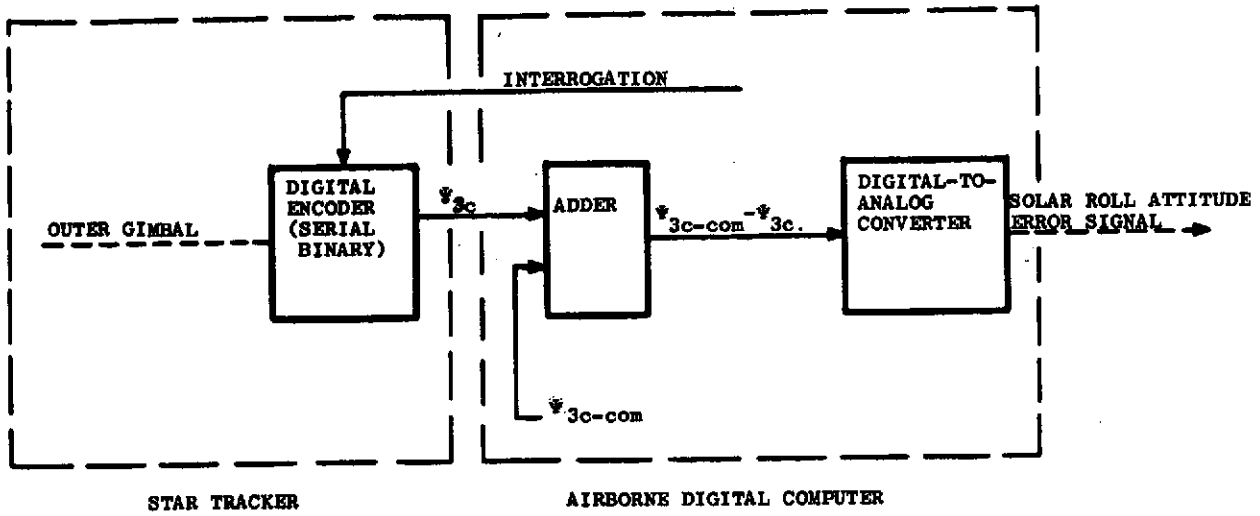 INTERROGATION
DIGITAL
ENCODER
(SERIAL
BINARY)
OUTER GIMBAL
Ψ3c
ADDER
Ψ3c-com-Ψ3c.
DIGITAL-TO-
ANALOG
CONVERTER
SOLAR ROLL ATTITUDE
ERROR SIGNAL
Ψ3c-com
STAR TRACKER
AIRBORNE DIGITAL COMPUTER